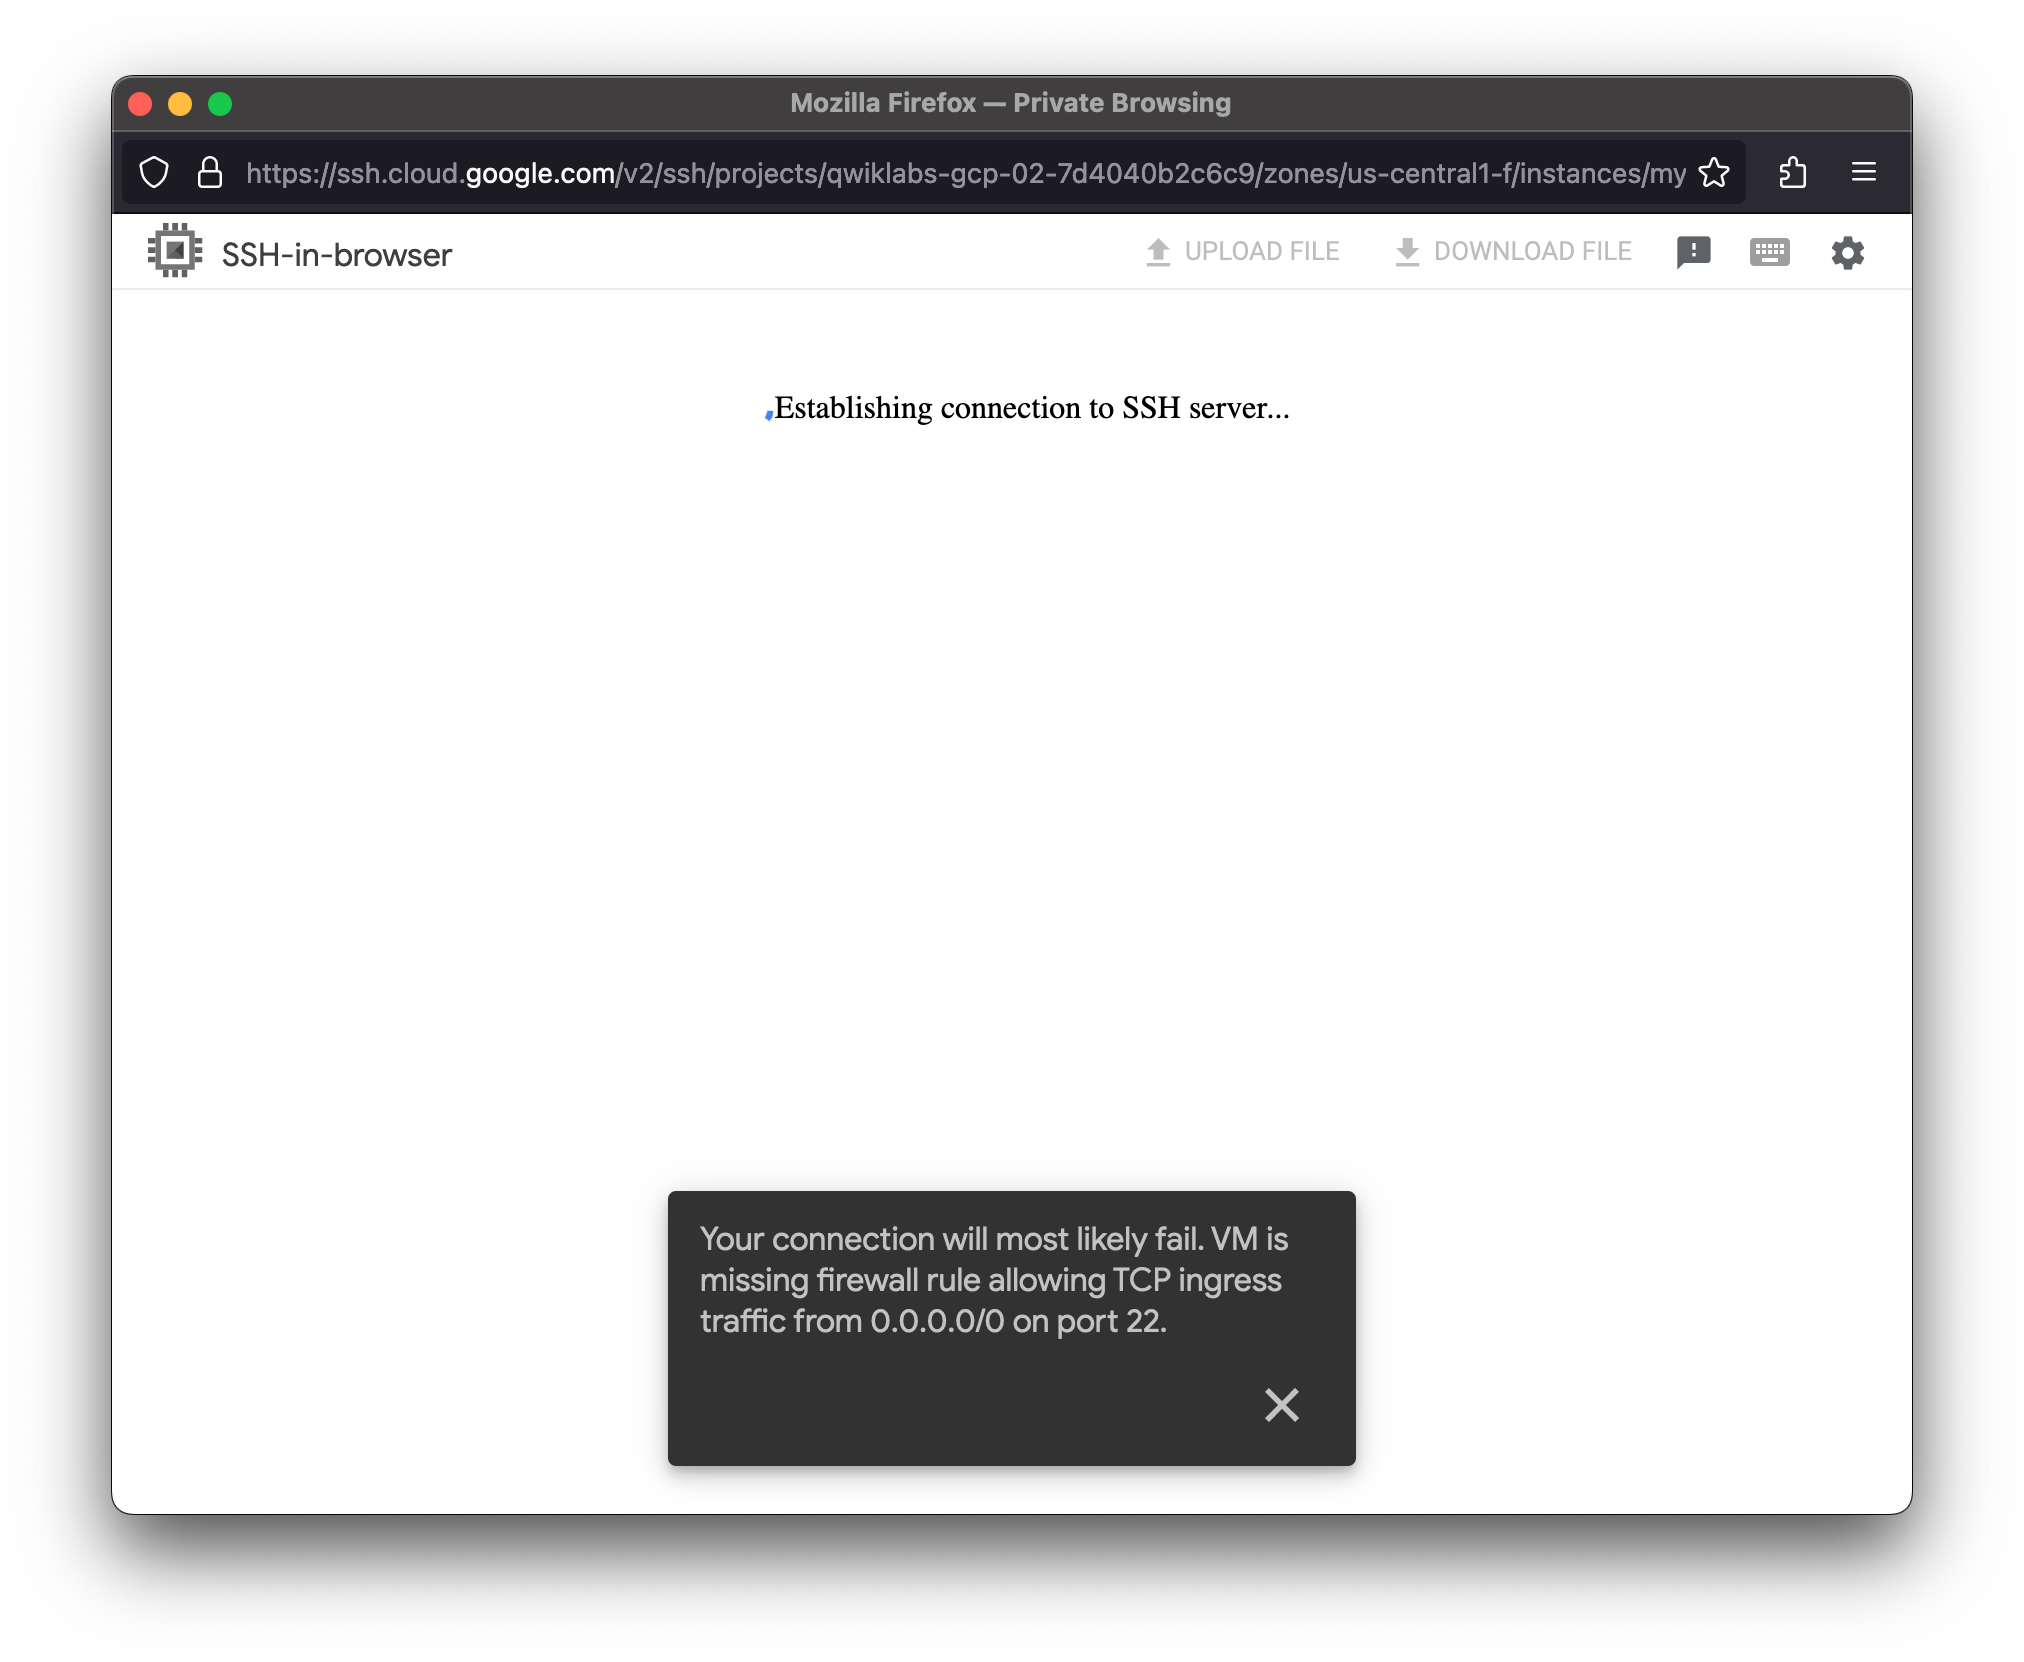 Mozilla Firefox — Private Browsing
https://ssh.cloud.google.com/v2/ssh/projects/qwiklabs-gcp-02-7d4040b2c6c9/zones/us-central1-f/instances/my
SSH-in-browser
UPLOAD FILE
DOWNLOAD FILE
Establishing connection to SSH server...
Your connection will most likely fail. VM is
missing firewall rule allowing TCP ingress
traffic from 0.0.0.0/0 on port 22.